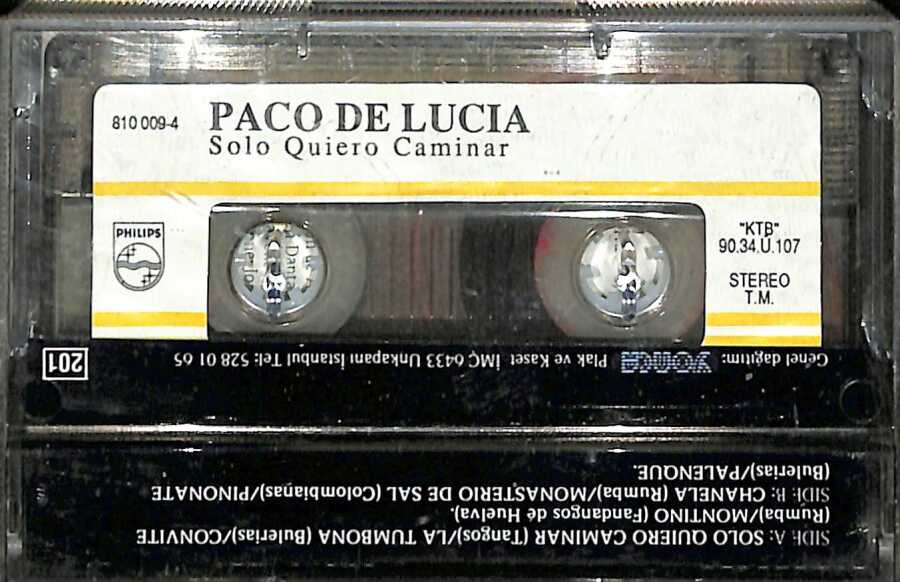 810 009-4
PACO DE LUCIA
Solo Quiero Caminar
PHILIPS
"KTB"
90.34.U.107
STEREO
T.M.
Genel dağıtım: Plak ve Kaset İMÇ 6433 Unkapanı İstanbul Tel: 528 01 65
201
SIDE: A: SOLO QUIERO CAMINAR (Tangos)/LA TUMBONA (Bulerias)/CONVITE
(Rumba)/MONTINO (Fandangos de Huelva).
SIDE: B: CHANELA (Rumba)/MONASTERIO DE SAL (Colombianas)/PINONATE
(Bulerias)/PALENQUE.